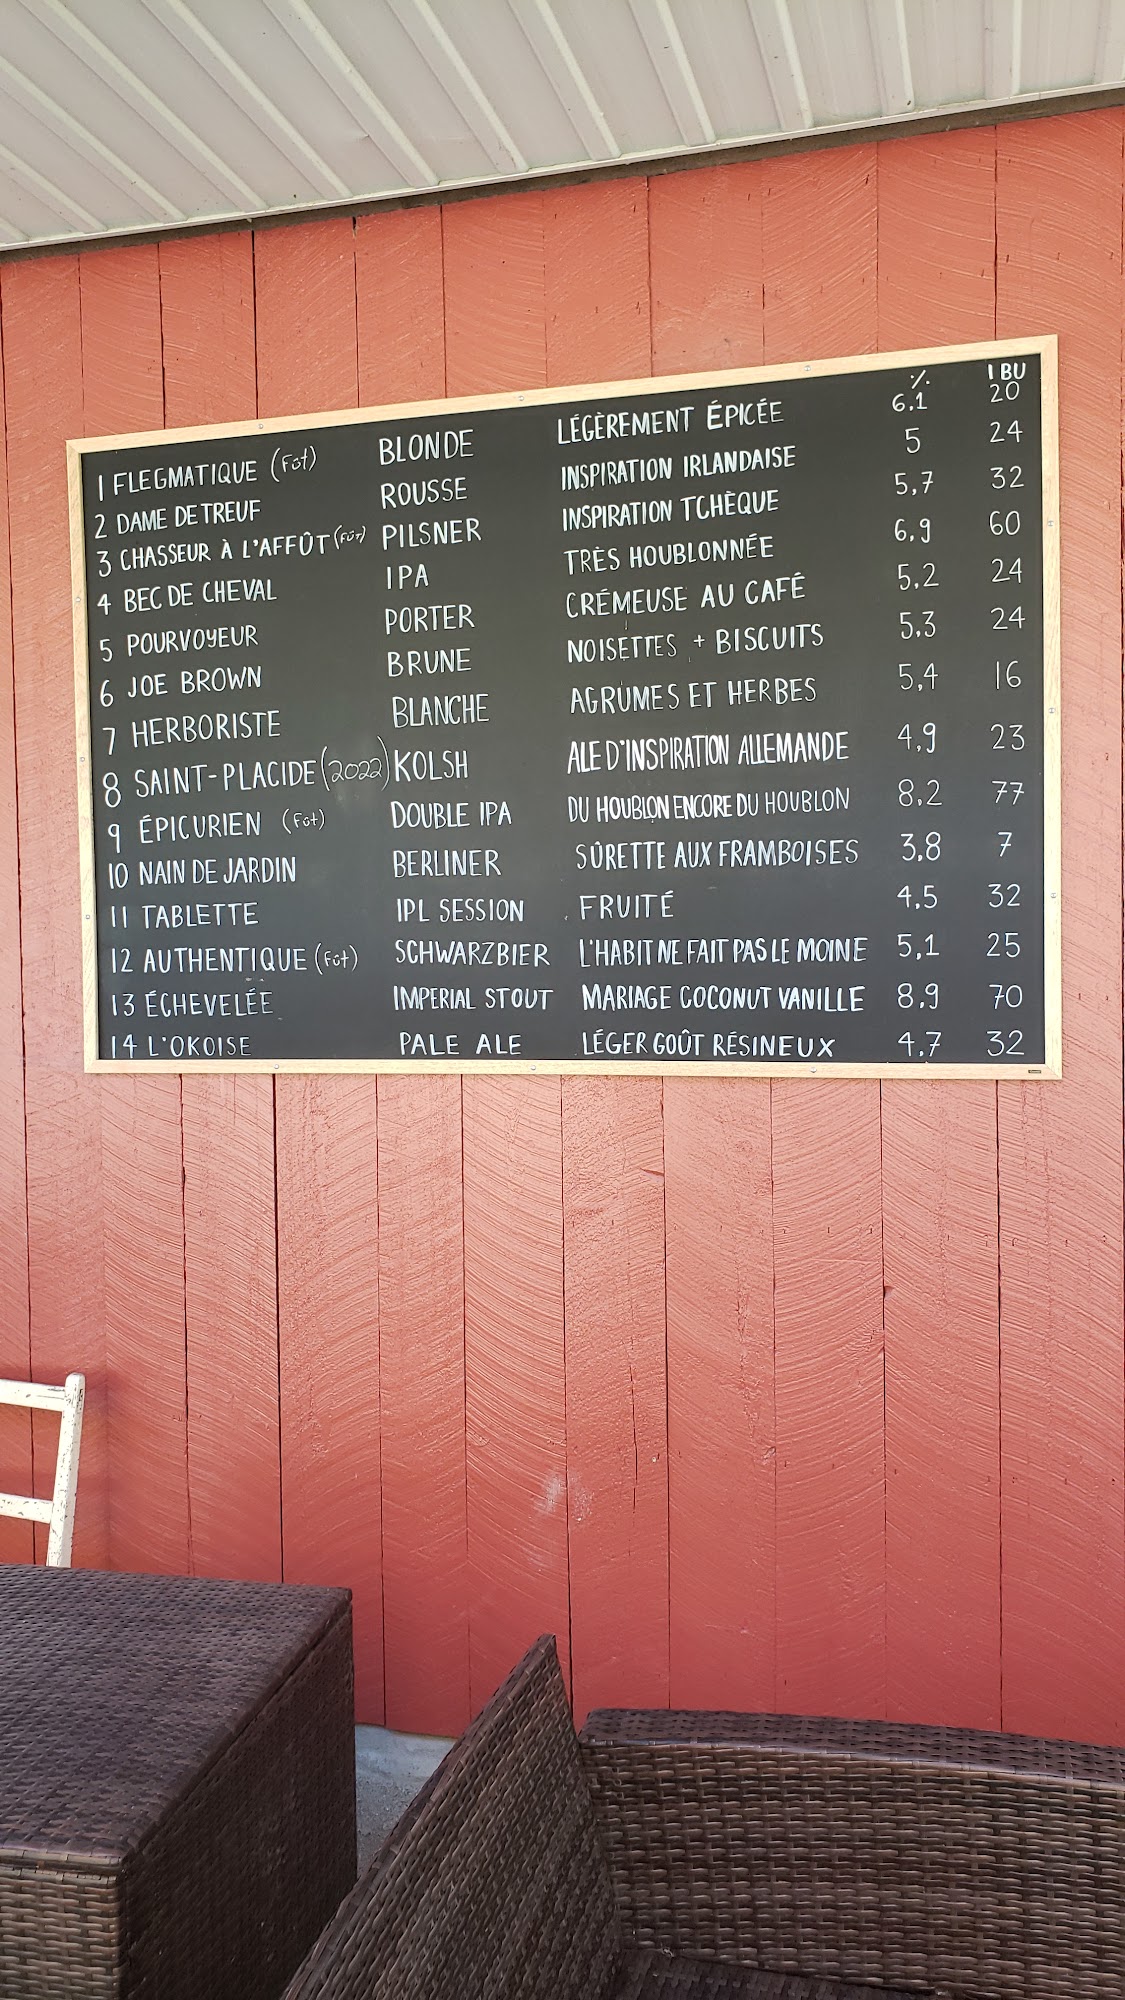 % IBU
1 FLEGMATIQUE (Fût) BLONDE LÉGÈREMENT ÉPICÉE 6.1 20
2 DAME DE TREUF ROUSSE INSPIRATION IRLANDAISE 5 24
3 CHASSEUR À L'AFFÛT (FÛT) PILSNER INSPIRATION TCHÈQUE 5,7 32
4 BEC DE CHEVAL IPA TRÈS HOUBLONNÉE 6,9 60
5 POURVOYEUR PORTER CRÉMEUSE AU CAFÉ 5.2 24
6 JOE BROWN BRUNE NOISETTES + BISCUITS 5.3 24
7 HERBORISTE BLANCHE AGRUMES ET HERBES 5,4 16
8 SAINT-PLACIDE (2022) KOLSH ALE D'INSPIRATION ALLEMANDE 4.9 23
9 ÉPICURIEN (Fût) DOUBLE IPA DU HOUBLON ENCORE DU HOUBLON 8.2 77
10 NAIN DE JARDIN BERLINER SÛRETTE AUX FRAMBOISES 3.8 7
11 TABLETTE IPL SESSION FRUITÉ 4.5 32
12 AUTHENTIQUE (Fût) SCHWARZBIER L'HABIT NE FAIT PAS LE MOINE 5,1 25
13 ÉCHEVELÉE IMPERIAL STOUT MARIAGE COCONUT VANILLE 8.9 70
14 L'OKOISE PALE ALE LÉGER GOÛT RÉSINEUX 4.7 32